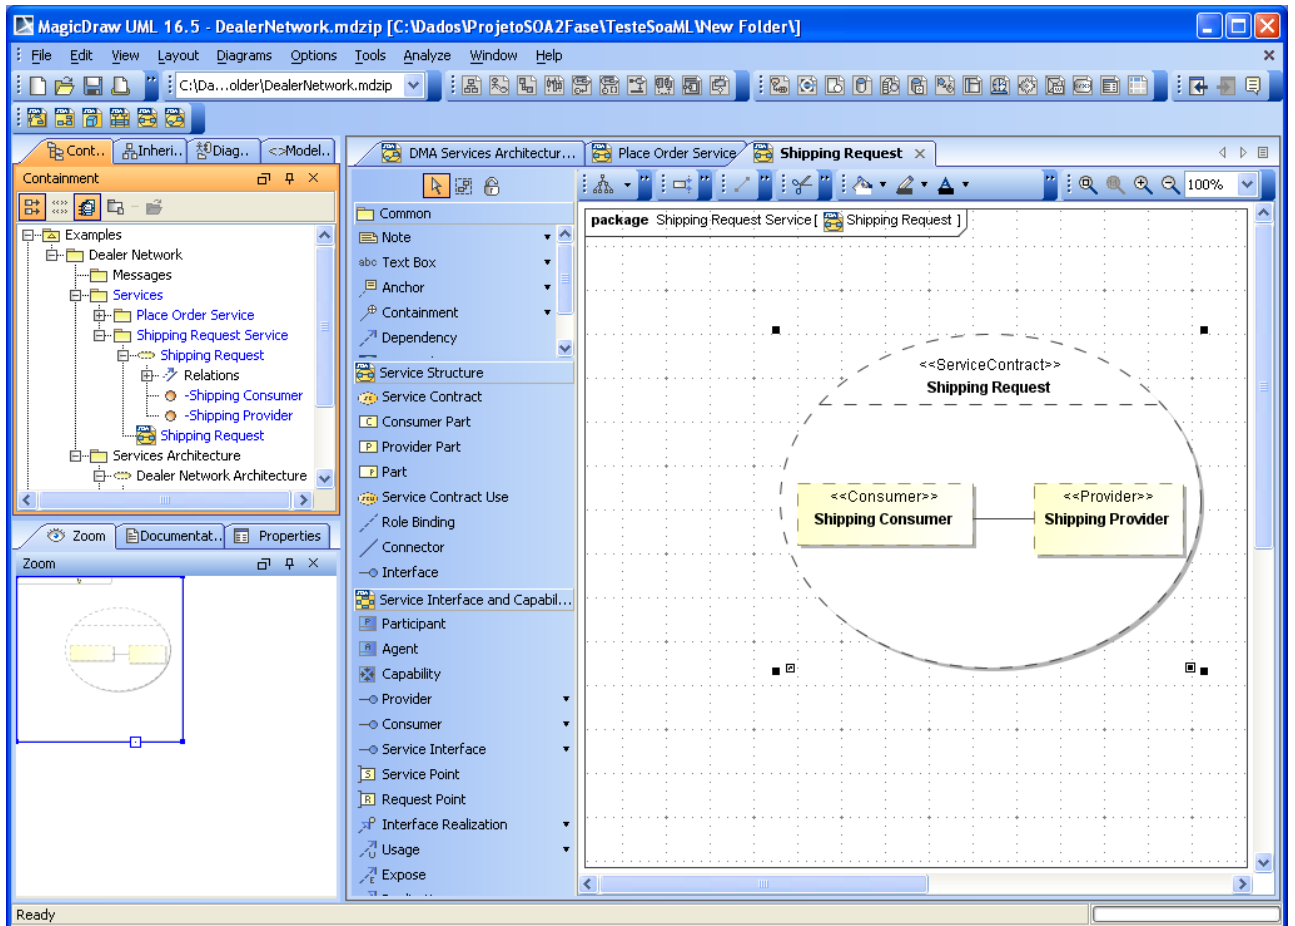 MagicDraw UML 16.5 - DealerNetwork.mdzip [C:\Dados\ProjetoSOA2Fase\TesteSoaML\New Folder\]
File Edit View Layout Diagrams Options Tools Analyze Window Help
C:\Da...older\DealerNetwork.mdzip
Cont.. Inheri.. Diag.. <>Model..
DMA Services Architectur... Place Order Service Shipping Request
Containment
100%
Examples
Dealer Network
Messages
Services
Place Order Service
Shipping Request Service
Shipping Request
Relations
-Shipping Consumer
-Shipping Provider
Shipping Request
Services Architecture
Dealer Network Architecture
Zoom Documentat.. Properties
Zoom
Common
Note
abc Text Box
Anchor
Containment
Dependency
Service Structure
Service Contract
C Consumer Part
P Provider Part
P Part
Service Contract Use
Role Binding
Connector
Interface
Service Interface and Capabil...
P Participant
A Agent
Capability
Provider
Consumer
Service Interface
S Service Point
R Request Point
Interface Realization
Usage
Expose
package Shipping Request Service [ Shipping Request ]
<<ServiceContract>>
Shipping Request
<<Consumer>>
Shipping Consumer
<<Provider>>
Shipping Provider
Ready